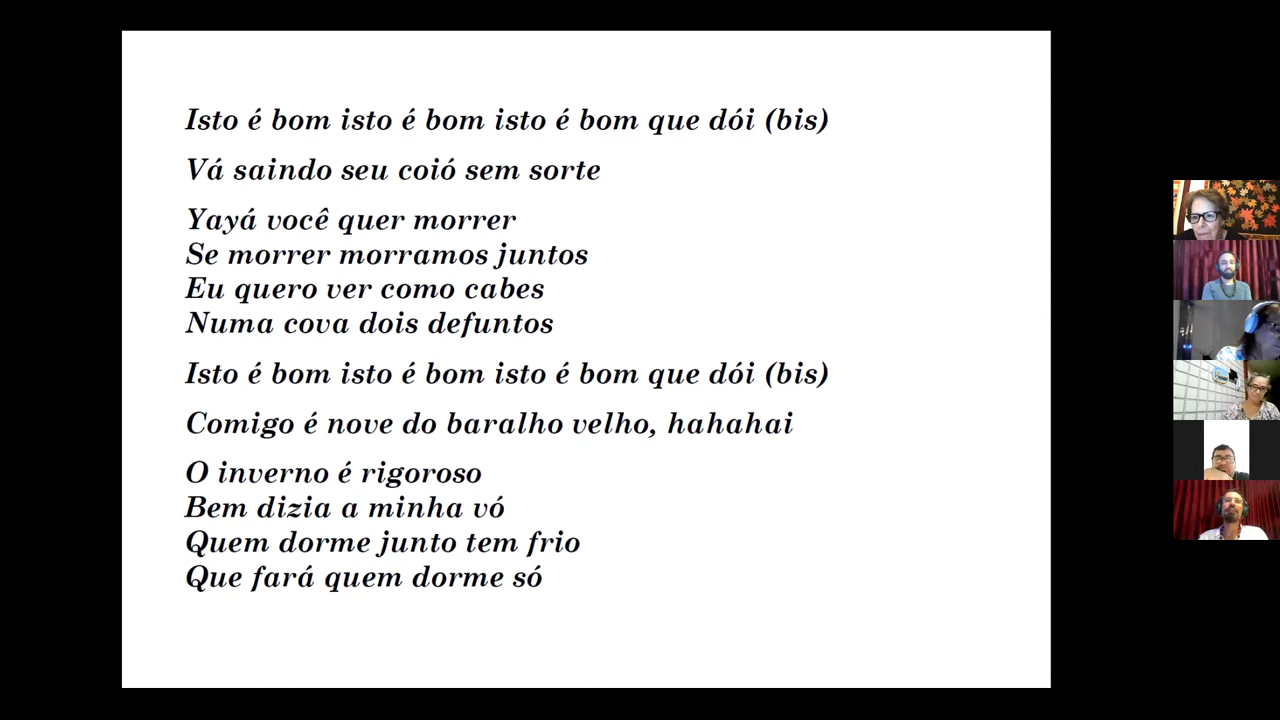 Isto é bom isto é bom isto é bom que dói (bis)
Vá saindo seu coió sem sorte
Yayá você quer morrer
Se morrer morramos juntos
Eu quero ver como cabes
Numa cova dois defuntos
Isto é bom isto é bom isto é bom que dói (bis)
Comigo é nove do baralho velho, hahahai
O inverno é rigoroso
Bem dizia a minha vó
Quem dorme junto tem frio
Que fará quem dorme só